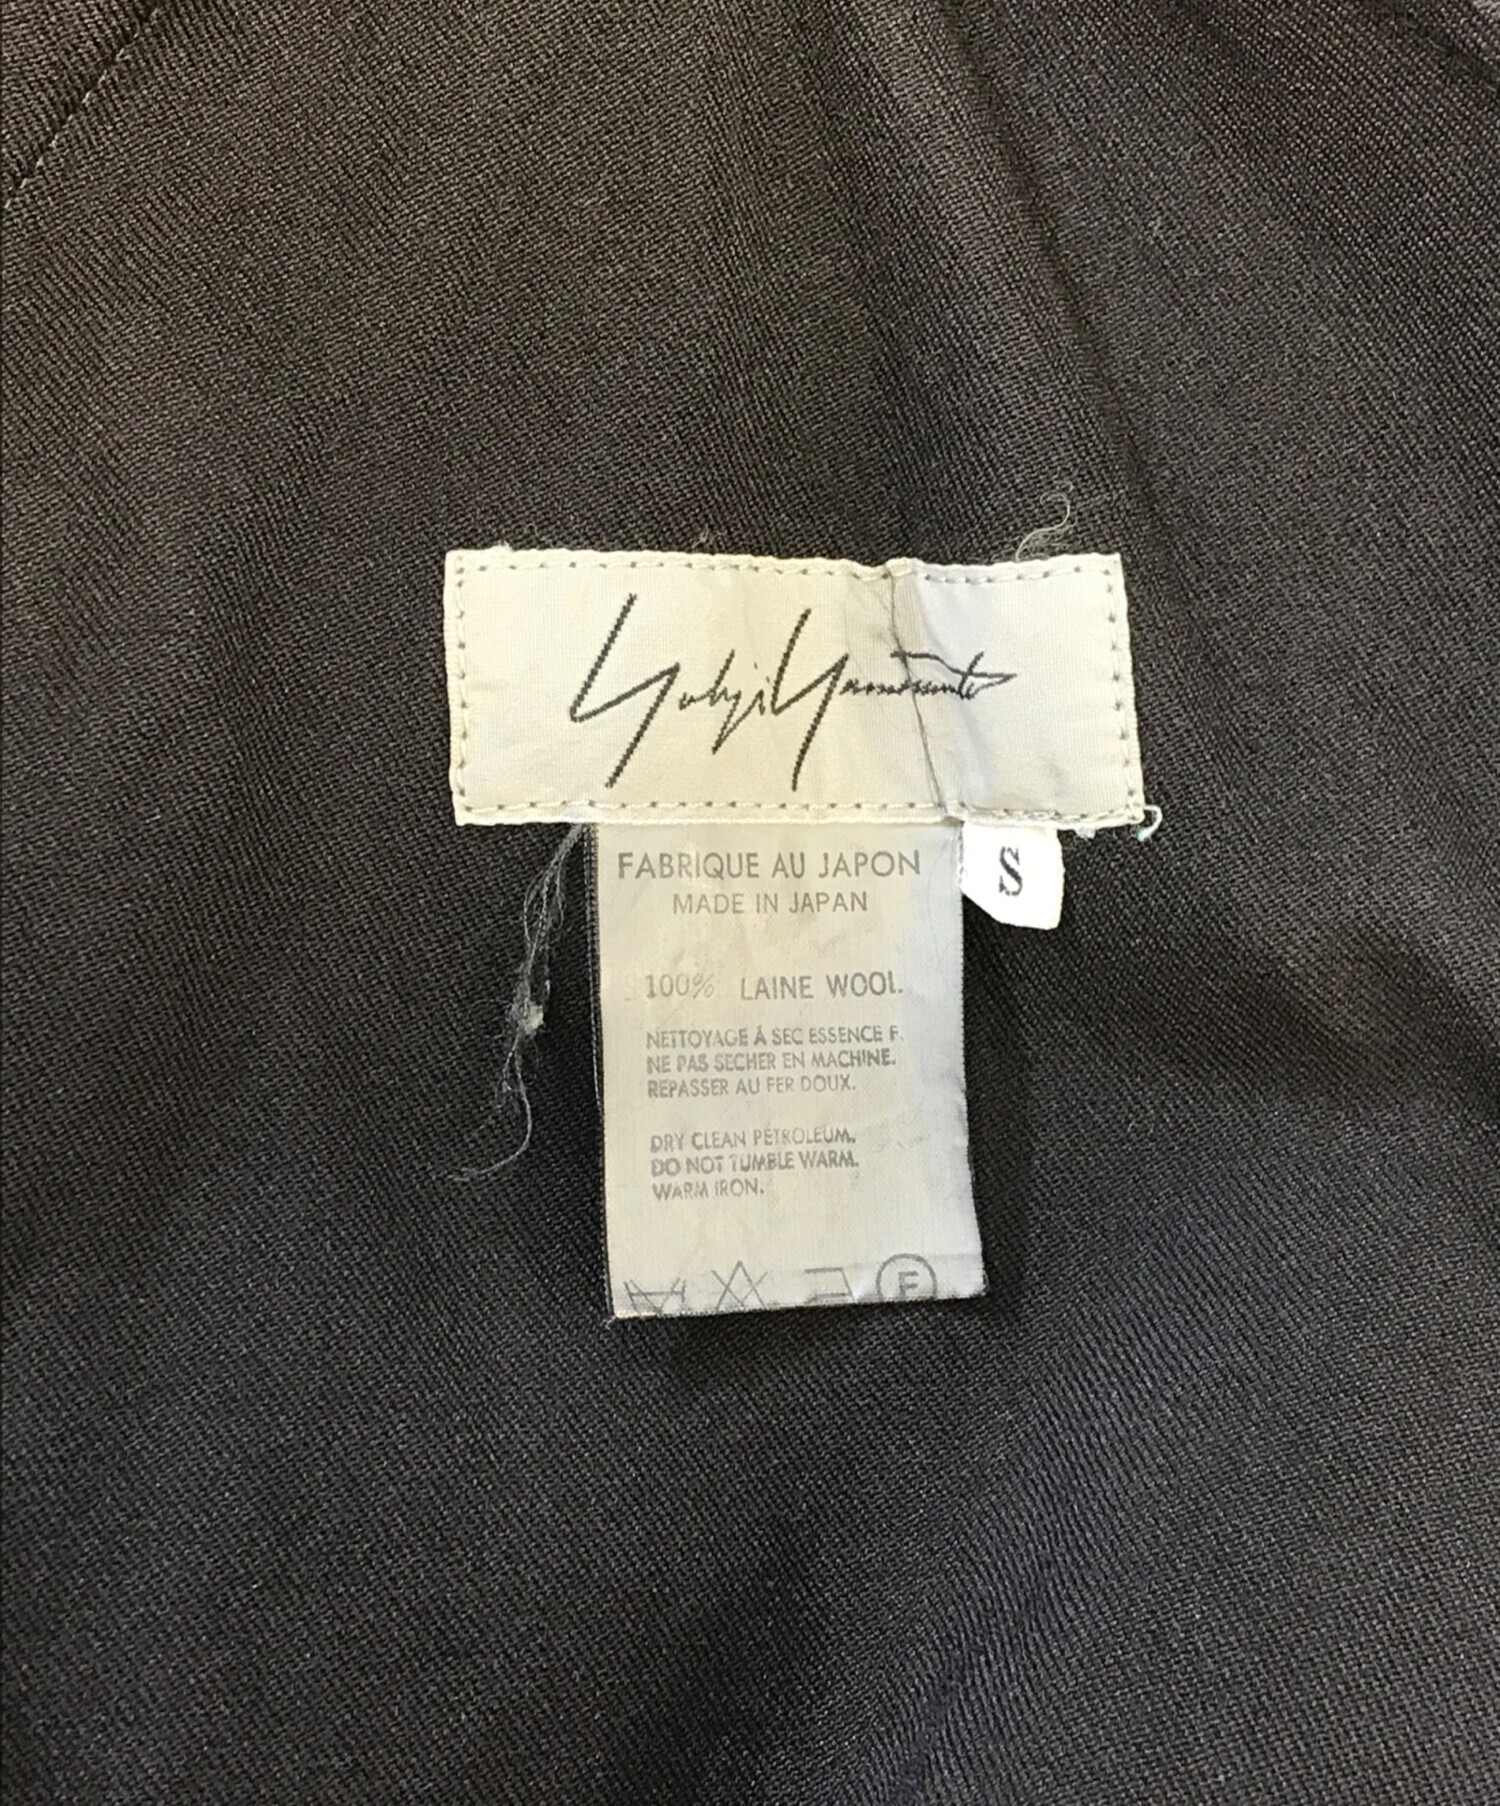 Yohji Yamamoto
S
FABRIQUE AU JAPON
MADE IN JAPAN
100% LAINE WOOL.
NETTOYAGE À SEC ESSENCE F.
NE PAS SECHER EN MACHINE.
REPASSER AU FER DOUX.
DRY CLEAN PETROLEUM.
DO NOT TUMBLE WARM.
WARM IRON.
F